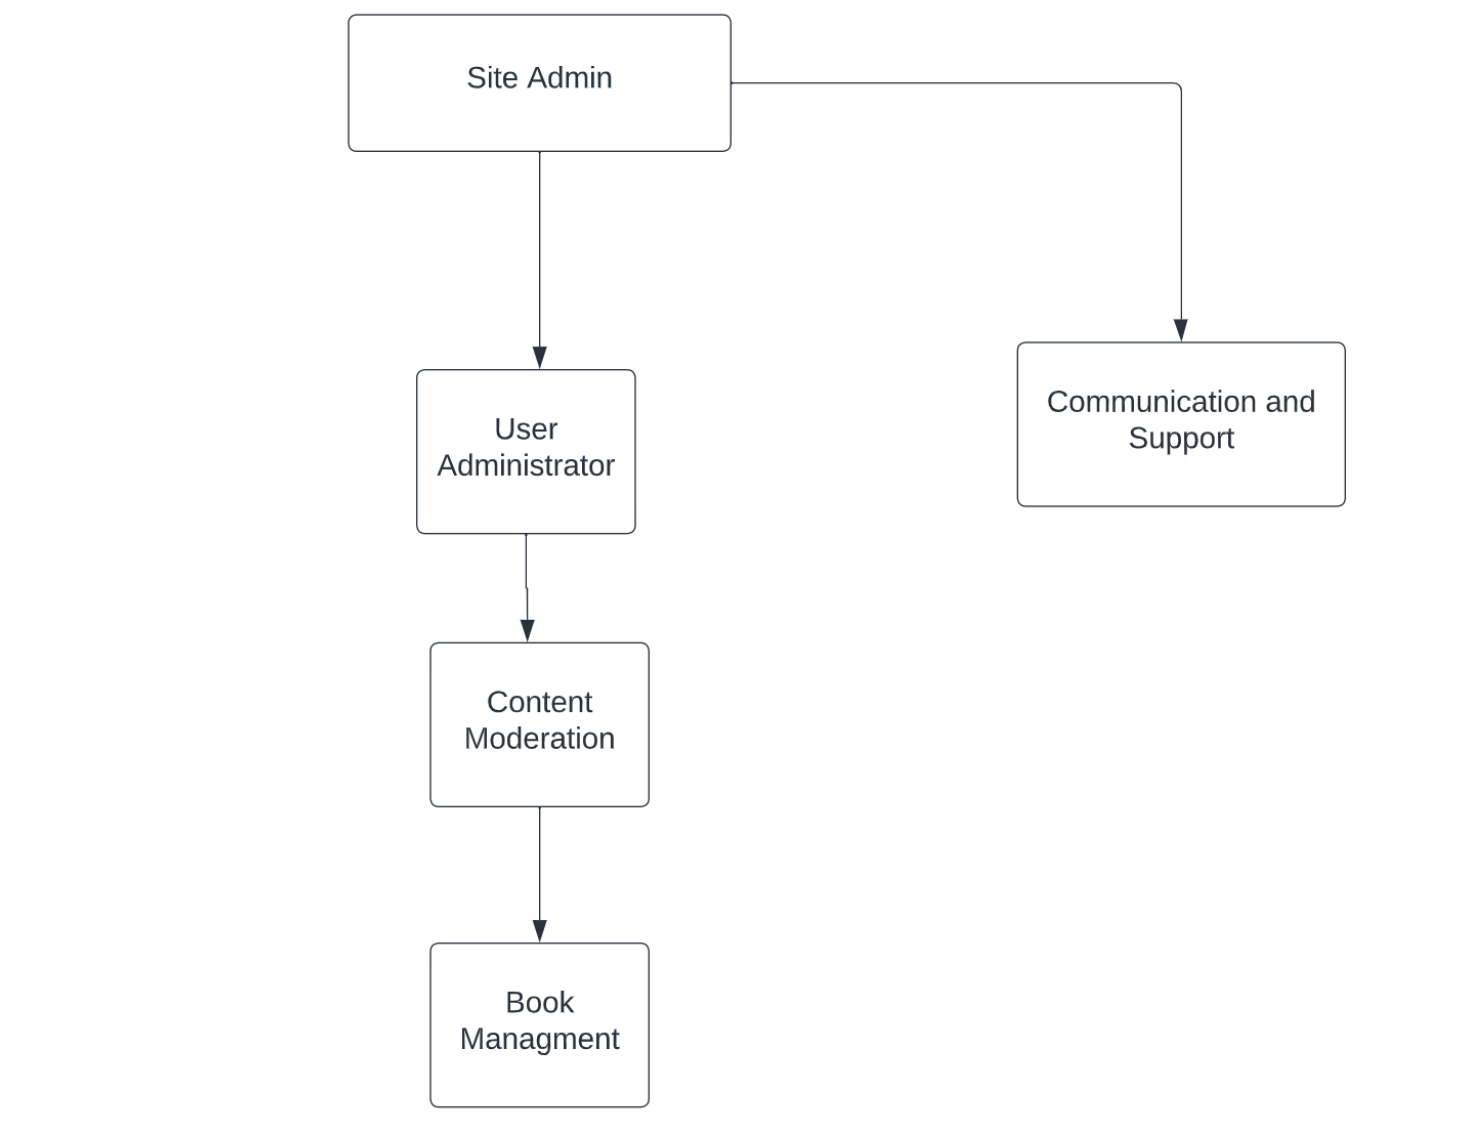 Site Admin
User
Administrator
Communication and
Support
Content
Moderation
Book
Managment